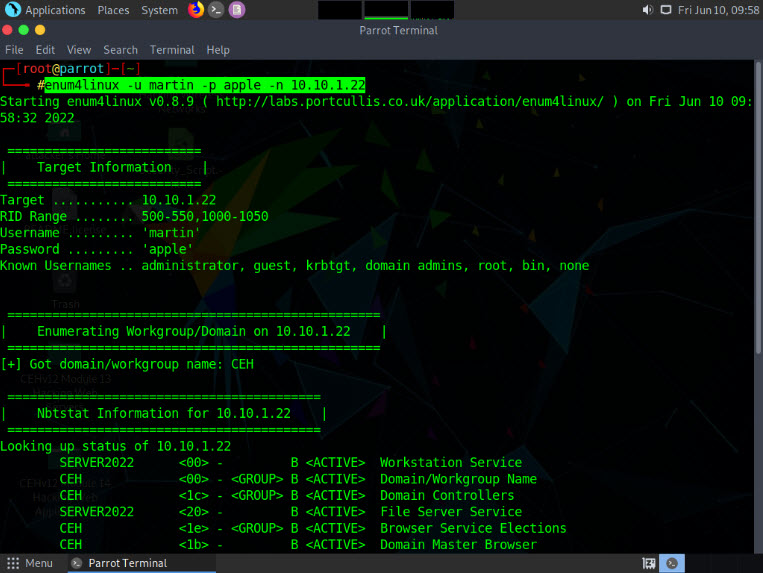 Applications Places System Fri Jun 10, 09:58
Parrot Terminal
File Edit View Search Terminal Help
┌─[root@parrot]─[~]
└──╼ #enum4linux -u martin -p apple -n 10.10.1.22
Starting enum4linux v0.8.9 ( http://labs.portcullis.co.uk/application/enum4linux/ ) on Fri Jun 10 09:
58:32 2022
==========================
| Target Information |
==========================
Target ........... 10.10.1.22
RID Range ........ 500-550,1000-1050
Username ......... 'martin'
Password ......... 'apple'
Known Usernames .. administrator, guest, krbtgt, domain admins, root, bin, none
Trash
==================================================
| Enumerating Workgroup/Domain on 10.10.1.22 |
==================================================
[+] Got domain/workgroup name: CEH
CEHv12 Module 13
==========================================
| Nbtstat Information for 10.10.1.22 |
==========================================
Looking up status of 10.10.1.22
SERVER2022 <00> - B <ACTIVE> Workstation Service
CEH <00> - <GROUP> B <ACTIVE> Domain/Workgroup Name
CEH <1c> - <GROUP> B <ACTIVE> Domain Controllers
SERVER2022 <20> - B <ACTIVE> File Server Service
CEH <1e> - <GROUP> B <ACTIVE> Browser Service Elections
CEH <1b> - B <ACTIVE> Domain Master Browser
Menu Parrot Terminal